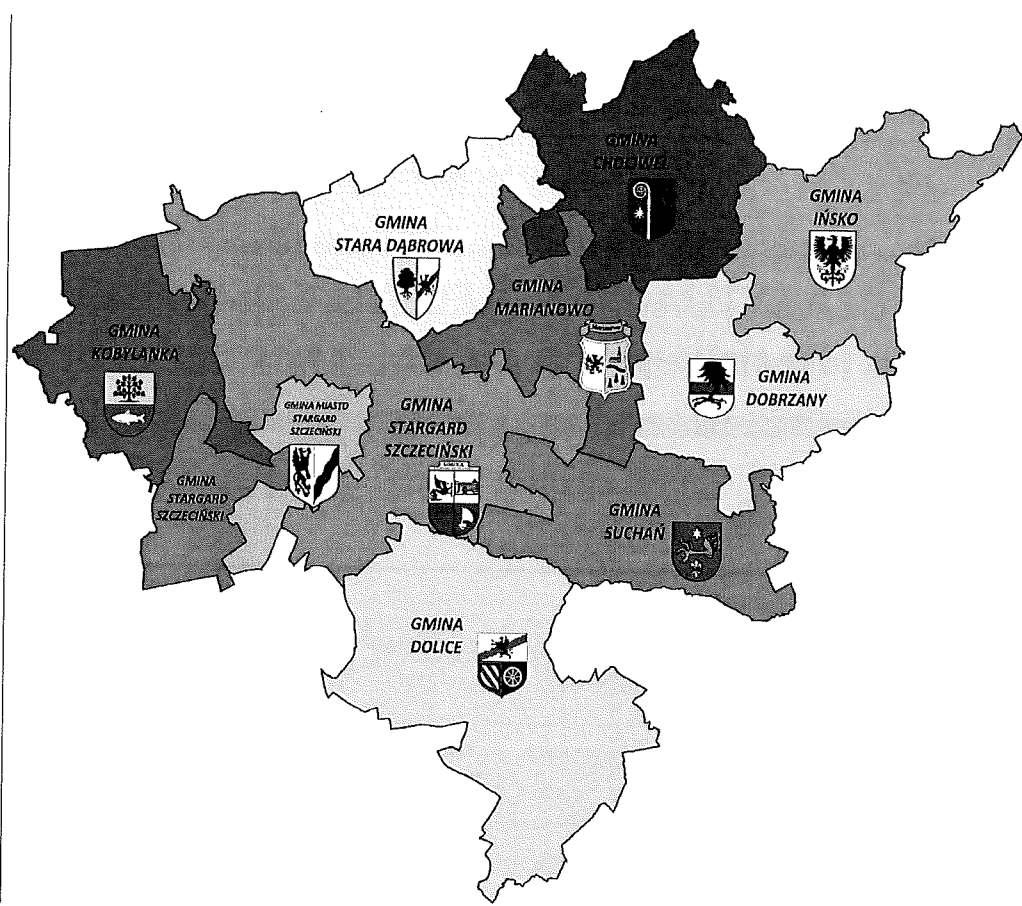 GMINA
CHOCIWEL
GMINA
IŃSKO
GMINA
STARA DĄBROWA
GMINA
MARIANOWO
GMINA
KOBYLANKA
GMINA
DOBRZANY
GMINA MIASTO
STARGARD
SZCZECIŃSKI
GMINA
STARGARD
SZCZECIŃSKI
GMINA
STARGARD
SZCZECIŃSKI
GMINA
SUCHAŃ
GMINA
DOLICE